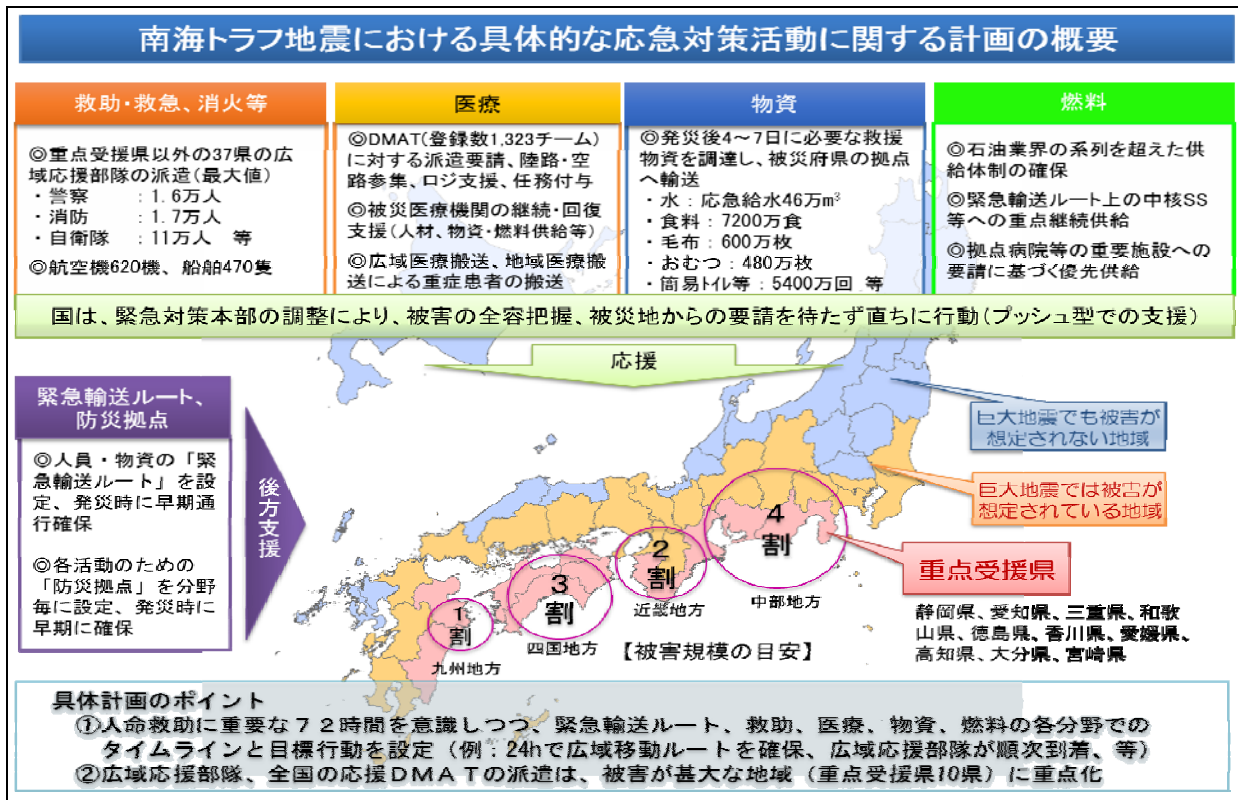 南海トラフ地震における具体的な応急対策活動に関する計画の概要
救助・救急、消火等
◎重点受援県以外の37県の広
域応援部隊の派遣(最大値)
・警察　　：1.6万人
・消防　　：1.7万人
・自衛隊　：11万人　等
◎航空機620機、船舶470隻
医療
◎DMAT(登録数1,323チーム)
に対する派遣要請、陸路・空
路参集、ロジ支援、任務付与
◎被災医療機関の継続・回復
支援(人材、物資・燃料供給等)
◎広域医療搬送、地域医療搬
送による重症患者の搬送
物資
◎発災後4～7日に必要な救援
物資を調達し、被災府県の拠点
へ輸送
・水：応急給水46万m³
・食料：7200万食
・毛布：600万枚
・おむつ：480万枚
・簡易ﾄｲﾚ等：5400万回　等
燃料
◎石油業界の系列を超えた供
給体制の確保
◎緊急輸送ルート上の中核SS
等への重点継続供給
◎拠点病院等の重要施設への
要請に基づく優先供給
国は、緊急対策本部の調整により、被害の全容把握、被災地からの要請を待たず直ちに行動(プッシュ型での支援)
応援
緊急輸送ルート、
防災拠点
◎人員・物資の「緊
急輸送ルート」を設
定、発災時に早期通
行確保
◎各活動のための
「防災拠点」を分野
毎に設定、発災時に
早期に確保
後方支援
巨大地震でも被害が
想定されない地域
巨大地震では被害が
想定されている地域
重点受援県
静岡県、愛知県、三重県、和歌
山県、徳島県、香川県、愛媛県、
高知県、大分県、宮崎県
4
割
中部地方
2
割
近畿地方
3
割
四国地方
1
割
九州地方
【被害規模の目安】
具体計画のポイント
①人命救助に重要な７２時間を意識しつつ、緊急輸送ルート、救助、医療、物資、燃料の各分野での
タイムラインと目標行動を設定（例：24hで広域移動ルートを確保、広域応援部隊が順次到着、等）
②広域応援部隊、全国の応援ＤＭＡＴの派遣は、被害が甚大な地域（重点受援県10県）に重点化